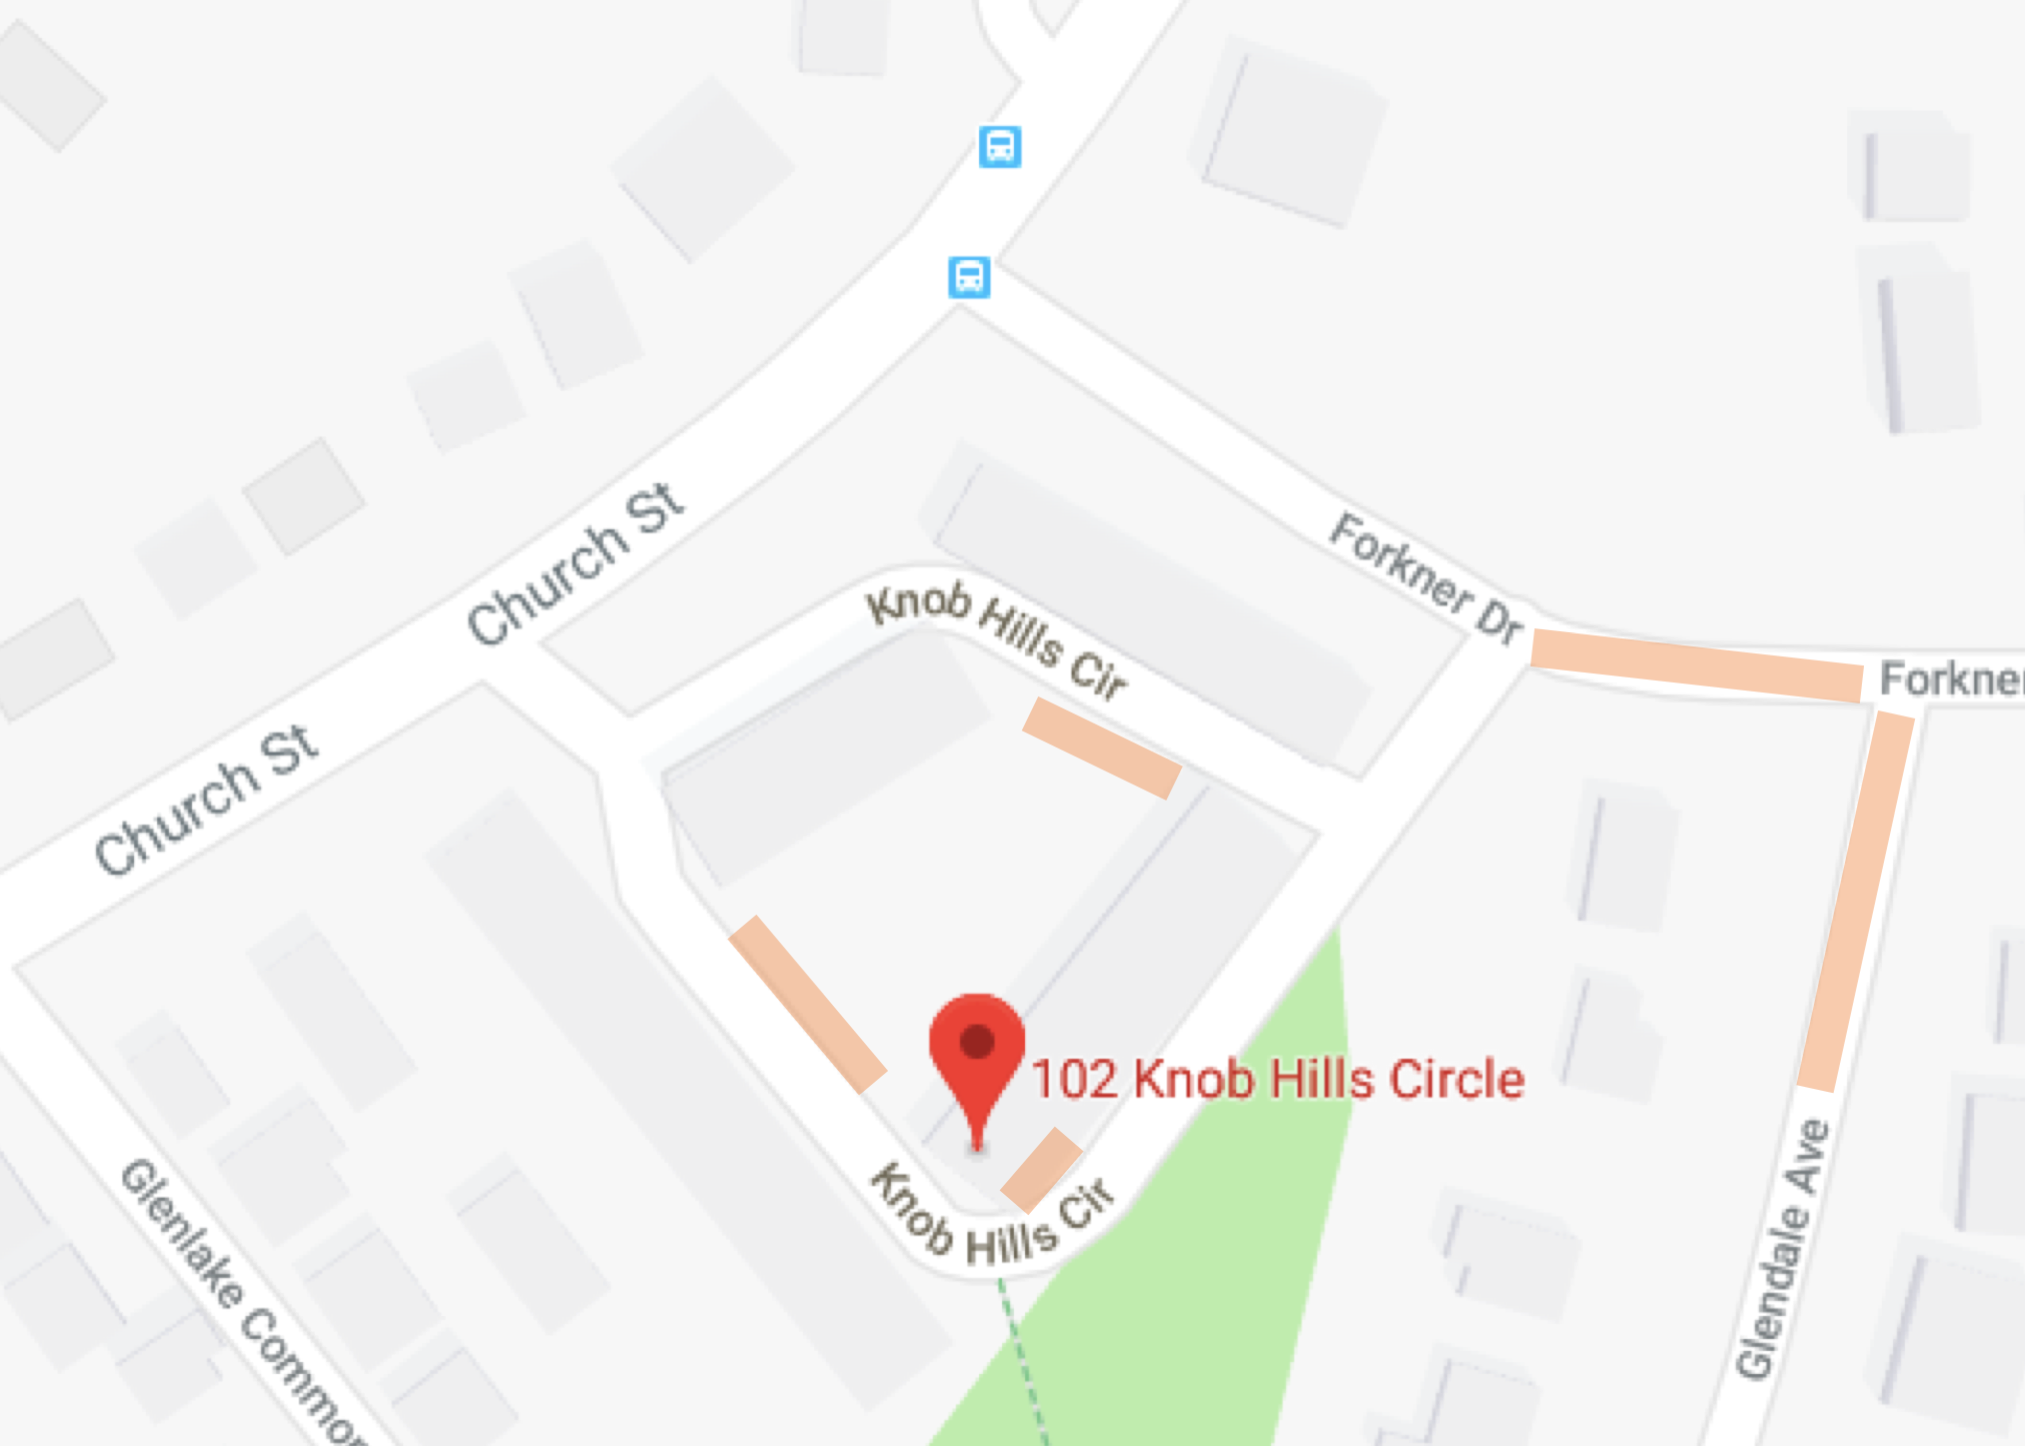 Church St
Knob Hills Cir
Forkner Dr
Forkner
Church St
102 Knob Hills Circle
Knob Hills Cir
Glendale Ave
Glenlake Common